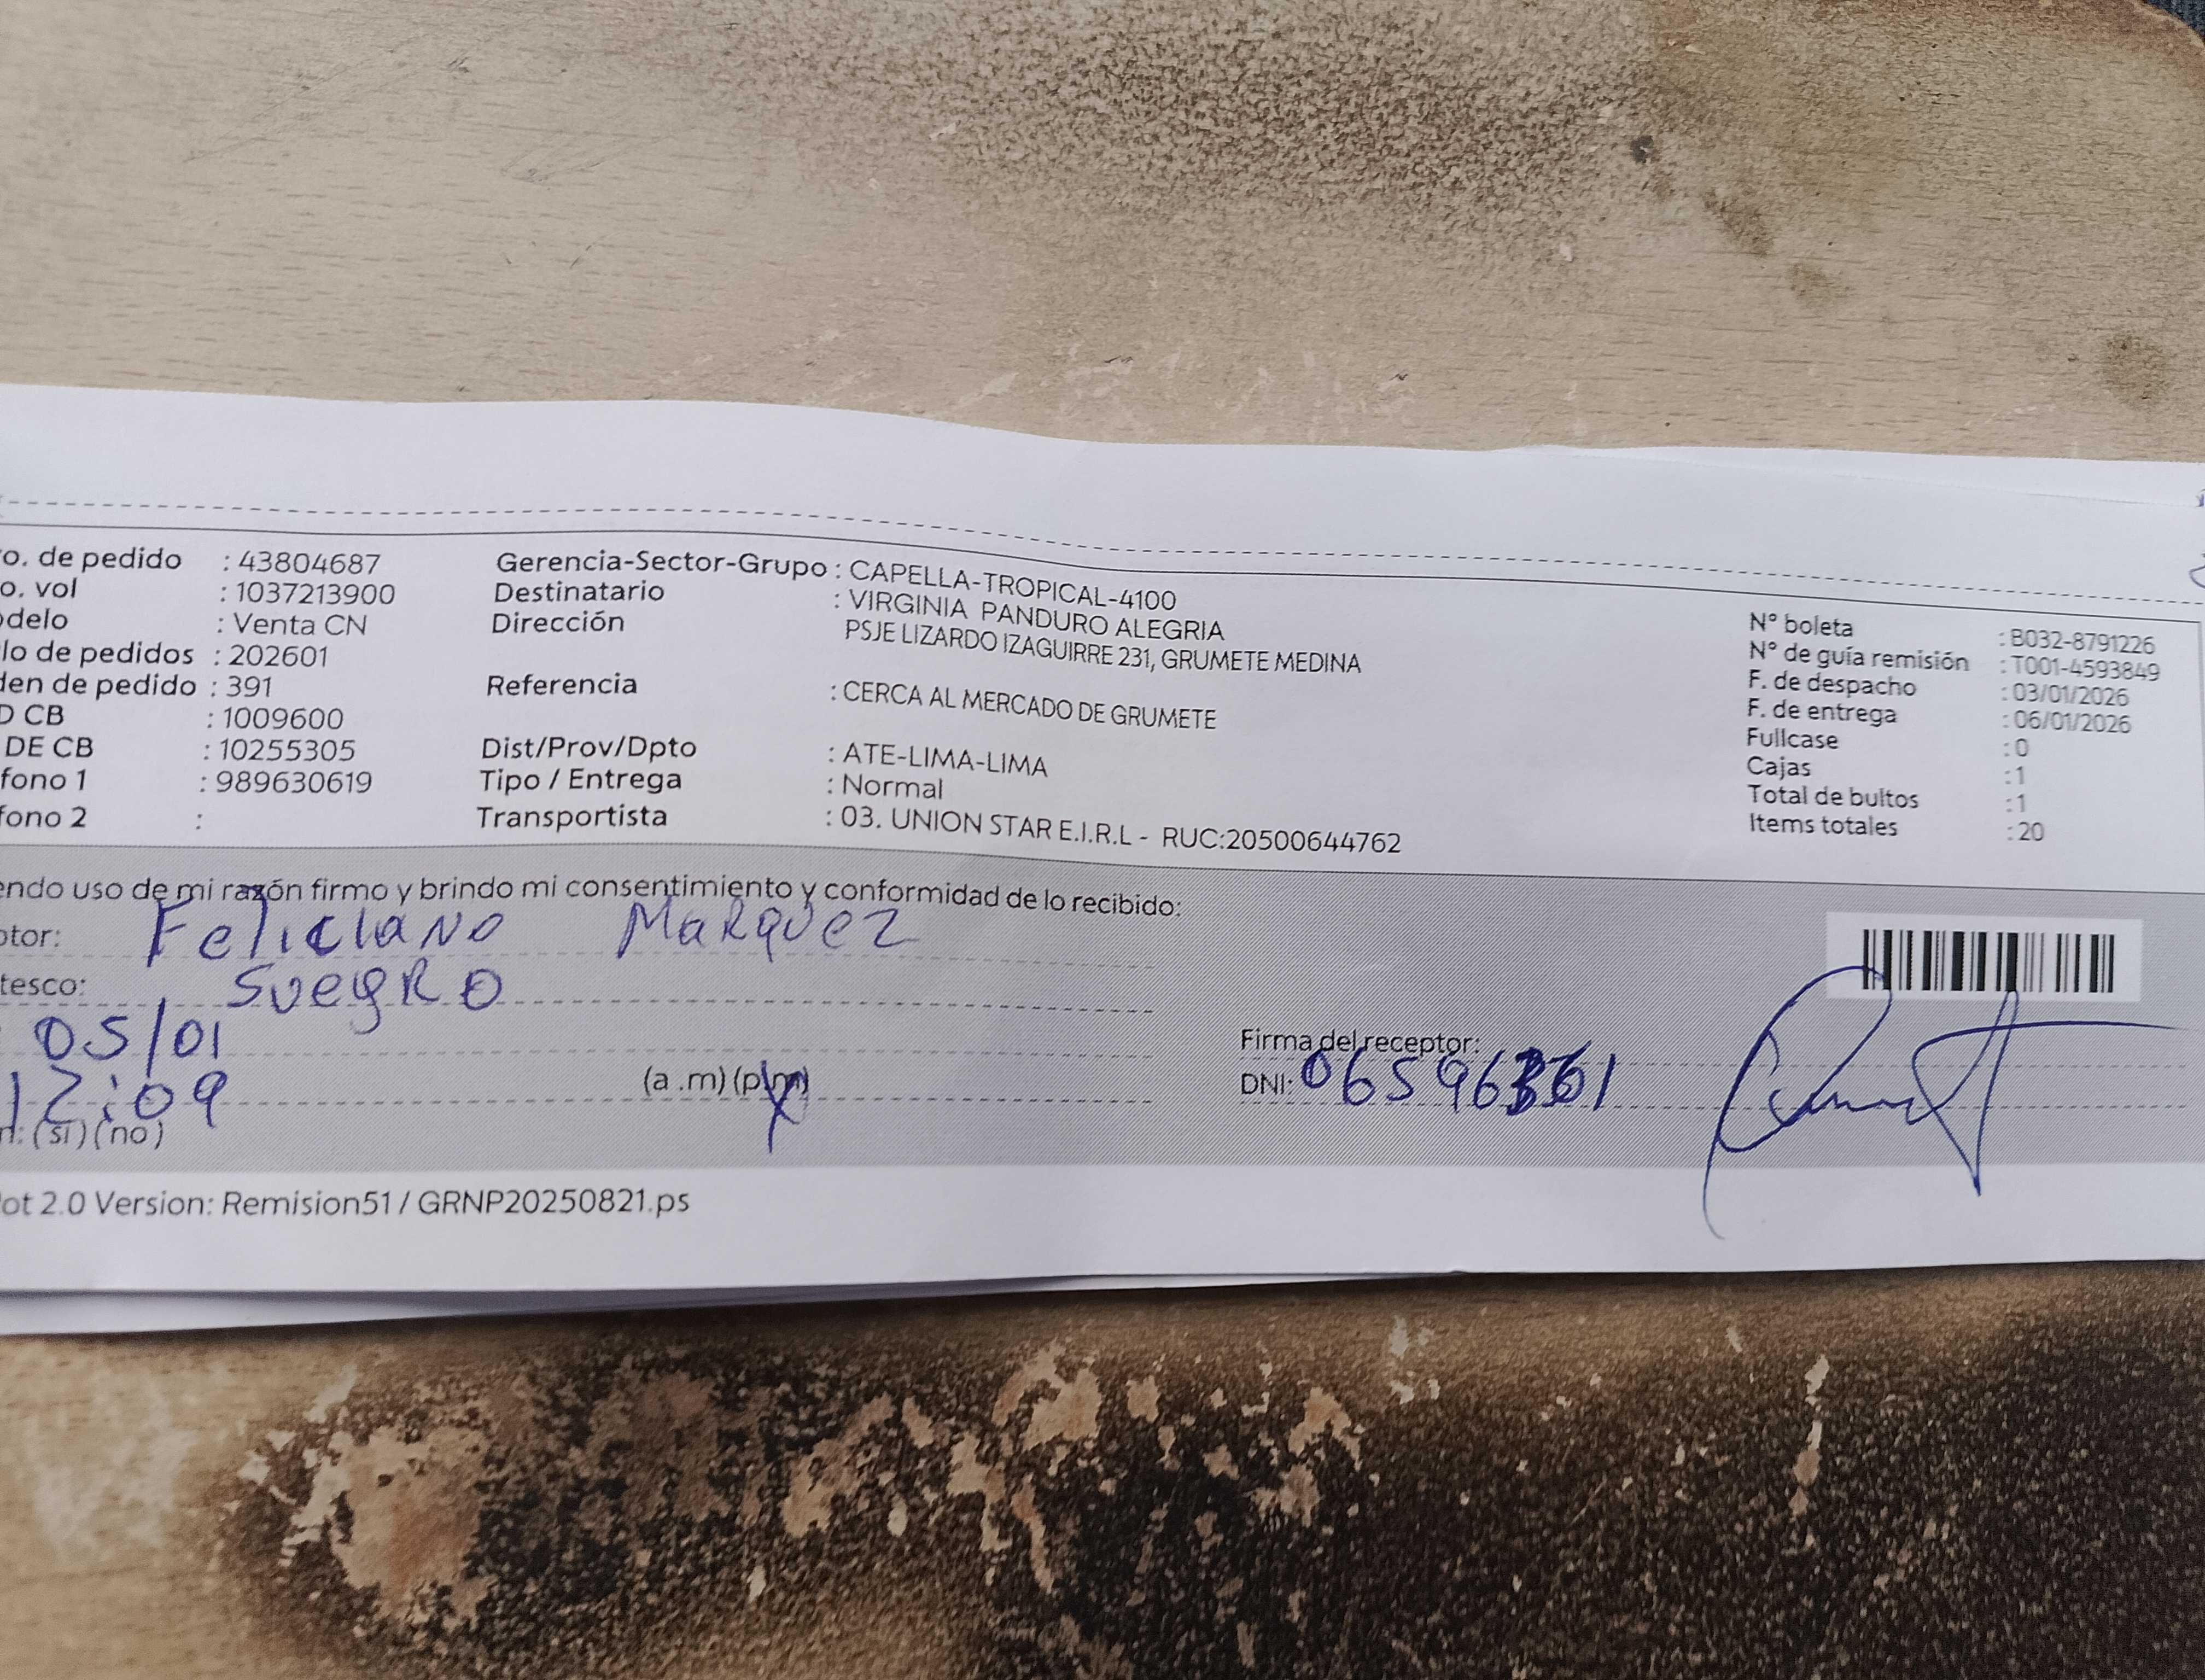 o. de pedido : 43804687 Gerencia-Sector-Grupo : CAPELLA-TROPICAL-4100
o. vol : 1037213900 Destinatario : VIRGINIA PANDURO ALEGRIA
delo : Venta CN Dirección PSJE LIZARDO IZAGUIRRE 231, GRUMETE MEDINA
lo de pedidos : 202601
den de pedido : 391 Referencia : CERCA AL MERCADO DE GRUMETE
D CB : 1009600
DE CB : 10255305 Dist/Prov/Dpto : ATE-LIMA-LIMA
fono 1 : 989630619 Tipo / Entrega : Normal
fono 2 : Transportista : 03. UNION STAR E.I.R.L - RUC:20500644762
N° boleta : B032-8791226
N° de guía remisión : T001-4593849
F. de despacho : 03/01/2026
F. de entrega : 06/01/2026
Fullcase : 0
Cajas : 1
Total de bultos : 1
Items totales : 20
endo uso de mi razón firmo y brindo mi consentimiento y conformidad de lo recibido:
ptor: Feliciano Marquez
tesco: Suegro
05/01
12:09 (a .m) (p.m)
n: (si) (no)
Firma del receptor:
DNI:
ot 2.0 Version: Remision51 / GRNP20250821.ps